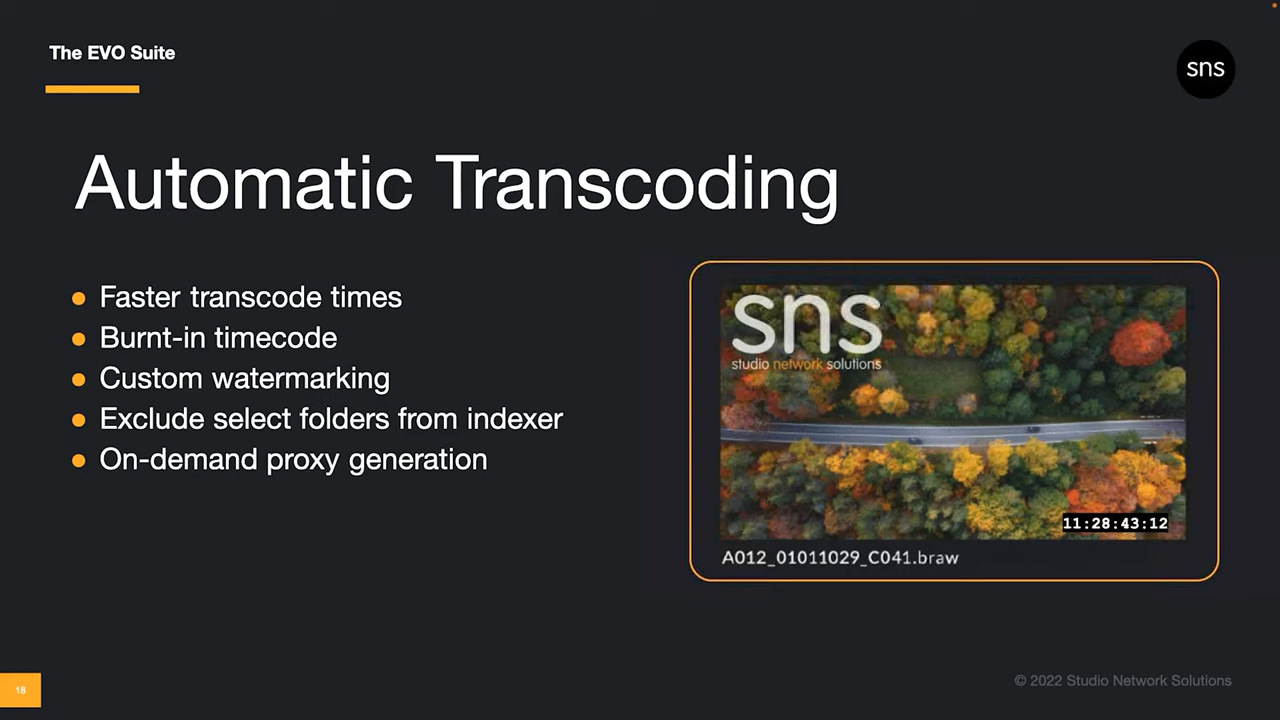 The EVO Suite
sns
Automatic Transcoding
Faster transcode times
Burnt-in timecode
Custom watermarking
Exclude select folders from indexer
On-demand proxy generation
sns
studio network solutions
11:28:43:12
A012_01011029_C041.braw
18
© 2022 Studio Network Solutions